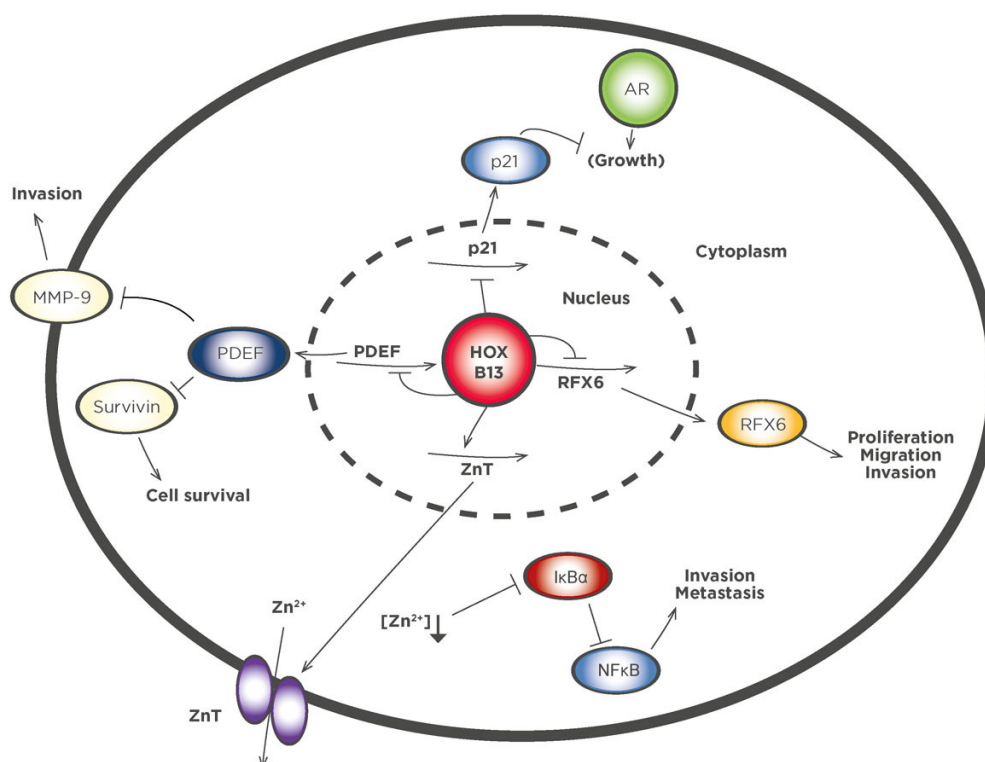 AR
p21
(Growth)
Invasion
p21
Cytoplasm
MMP-9
Nucleus
PDEF
PDEF
HOX
B13
RFX6
Survivin
RFX6
Proliferation
Migration
Invasion
ZnT
Cell survival
IκBα
Invasion
Metastasis
Zn²⁺
[Zn²⁺]
NFκB
ZnT